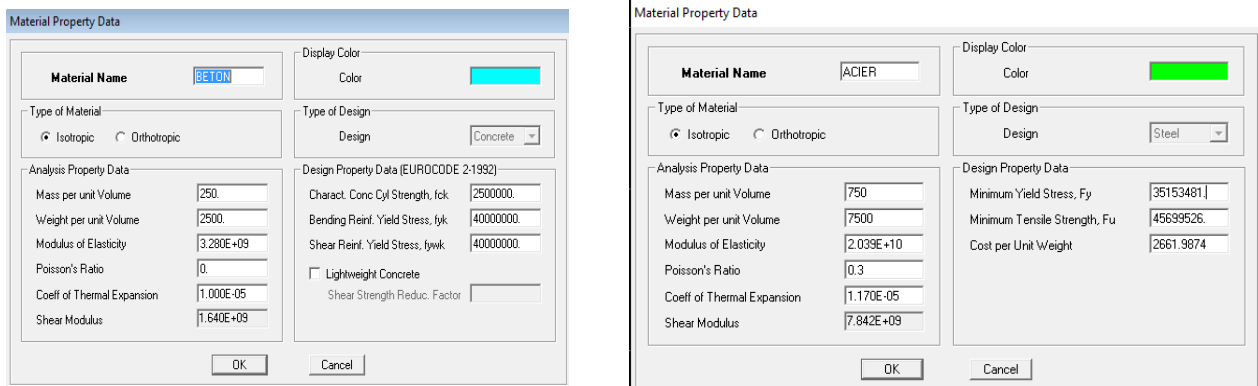 Material Property Data
Display Color
Material Name BETON
Color
Type of Material
Type of Design
Isotropic Orthotropic
Design Concrete
Analysis Property Data
Design Property Data (EUROCODE 2-1992)
Mass per unit Volume 250.
Charact. Conc Cyl Strength, fck 2500000.
Weight per unit Volume 2500.
Bending Reinf. Yield Stress, fyk 40000000.
Modulus of Elasticity 3.280E+09
Shear Reinf. Yield Stress, fywk 40000000.
Poisson's Ratio 0.
Lightweight Concrete
Coeff of Thermal Expansion 1.000E-05
Shear Strength Reduc. Factor
Shear Modulus 1.640E+09
OK Cancel
Material Property Data
Display Color
Material Name ACIER
Color
Type of Material
Type of Design
Isotropic Orthotropic
Design Steel
Analysis Property Data
Design Property Data
Mass per unit Volume 750
Minimum Yield Stress, Fy 35153481.
Weight per unit Volume 7500
Minimum Tensile Strength, Fu 45699526.
Modulus of Elasticity 2.039E+10
Cost per Unit Weight 2661.9874
Poisson's Ratio 0.3
Coeff of Thermal Expansion 1.170E-05
Shear Modulus 7.842E+09
OK Cancel